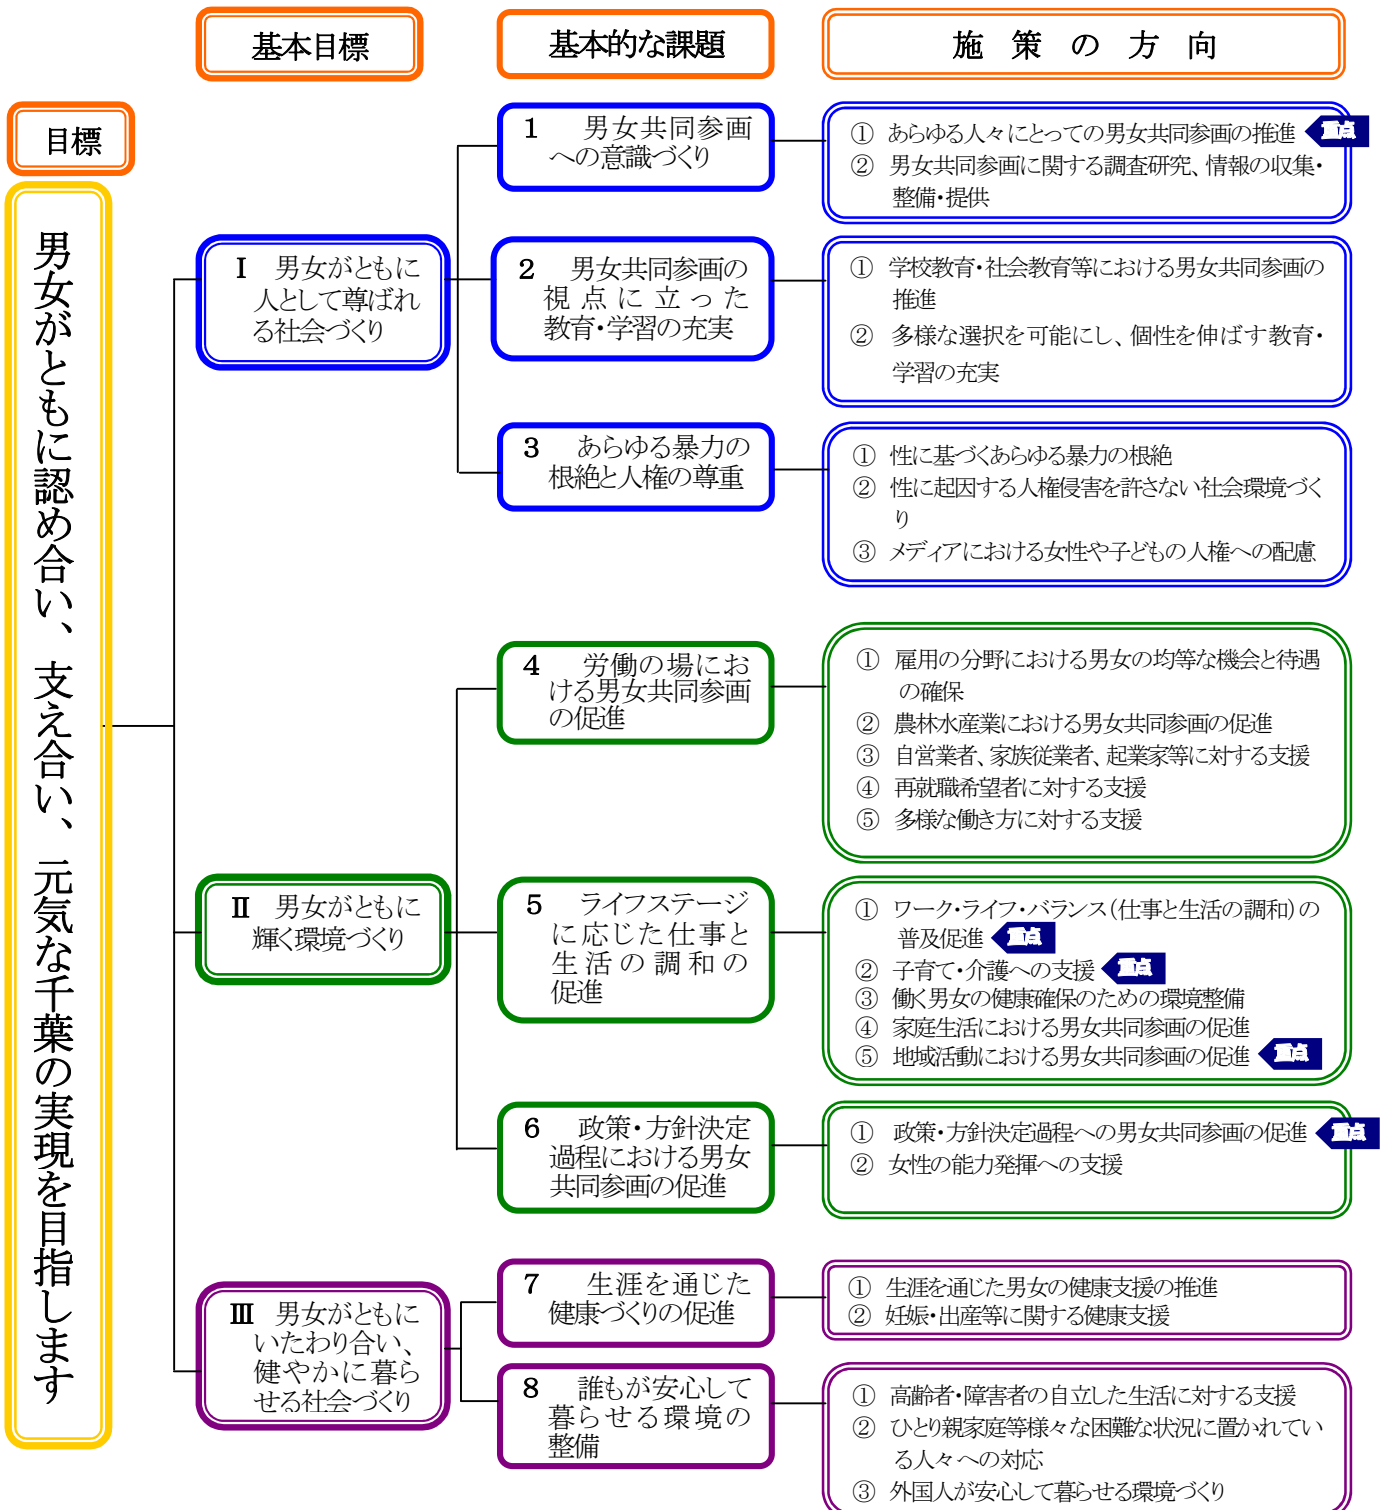 基本目標
基本的な課題
施策の方向
目標
男女がともに認め合い、支え合い、元気な千葉の実現を目指します
Ⅰ 男女がともに
人として尊ばれ
る社会づくり
1 男女共同参画
への意識づくり
① あらゆる人々にとっての男女共同参画の推進 重点
② 男女共同参画に関する調査研究、情報の収集・
整備・提供
2 男女共同参画の
視点に立った
教育・学習の充実
① 学校教育・社会教育等における男女共同参画の
推進
② 多様な選択を可能にし、個性を伸ばす教育・
学習の充実
3 あらゆる暴力の
根絶と人権の尊重
① 性に基づくあらゆる暴力の根絶
② 性に起因する人権侵害を許さない社会環境づく
り
③ メディアにおける女性や子どもの人権への配慮
Ⅱ 男女がともに
輝く環境づくり
4 労働の場にお
ける男女共同参画
の促進
① 雇用の分野における男女の均等な機会と待遇
の確保
② 農林水産業における男女共同参画の促進
③ 自営業者、家族従業者、起業家等に対する支援
④ 再就職希望者に対する支援
⑤ 多様な働き方に対する支援
5 ライフステージ
に応じた仕事と
生活の調和の
促進
① ワーク・ライフ・バランス(仕事と生活の調和)の
普及促進 重点
② 子育て・介護への支援 重点
③ 働く男女の健康確保のための環境整備
④ 家庭生活における男女共同参画の促進
⑤ 地域活動における男女共同参画の促進 重点
6 政策・方針決定
過程における男女
共同参画の促進
① 政策・方針決定過程への男女共同参画の促進 重点
② 女性の能力発揮への支援
Ⅲ 男女がともに
いたわり合い、
健やかに暮ら
せる社会づくり
7 生涯を通じた
健康づくりの促進
① 生涯を通じた男女の健康支援の推進
② 妊娠・出産等に関する健康支援
8 誰もが安心して
暮らせる環境の
整備
① 高齢者・障害者の自立した生活に対する支援
② ひとり親家庭等様々な困難な状況に置かれてい
る人々への対応
③ 外国人が安心して暮らせる環境づくり